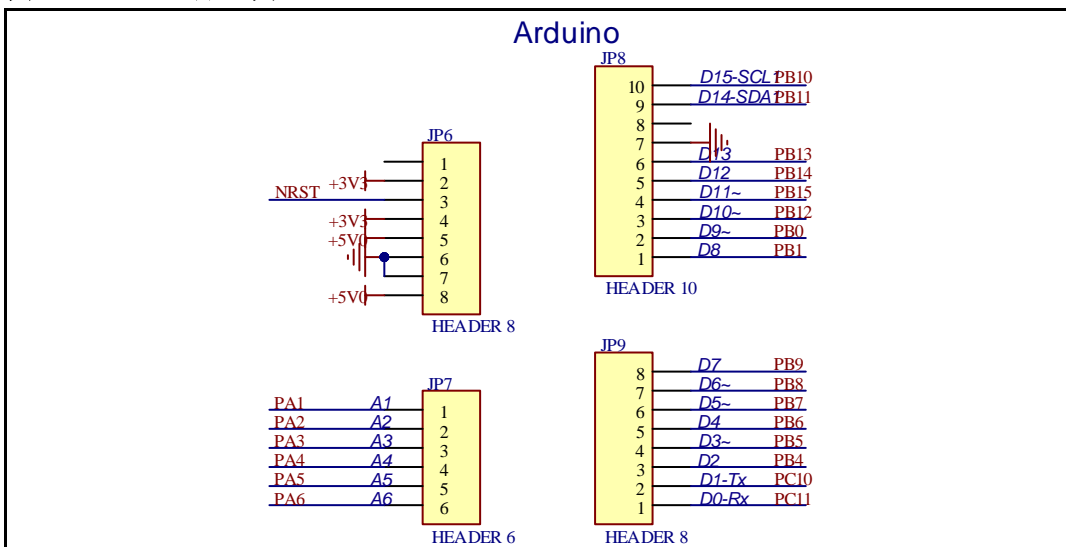 Arduino
JP6
1
+3V3 2
NRST 3
+3V3 4
+5V0 5
6
7
+5V0 8
HEADER 8
JP7
PA1 A1 1
PA2 A2 2
PA3 A3 3
PA4 A4 4
PA5 A5 5
PA6 A6 6
HEADER 6
JP8
10 D15-SCL1 PB10
9 D14-SDA1 PB11
8
7
6 D13 PB13
5 D12 PB14
4 D11~ PB15
3 D10~ PB12
2 D9~ PB0
1 D8 PB1
HEADER 10
JP9
8 D7 PB9
7 D6~ PB8
6 D5~ PB7
5 D4 PB6
4 D3~ PB5
3 D2 PB4
2 D1-Tx PC10
1 D0-Rx PC11
HEADER 8